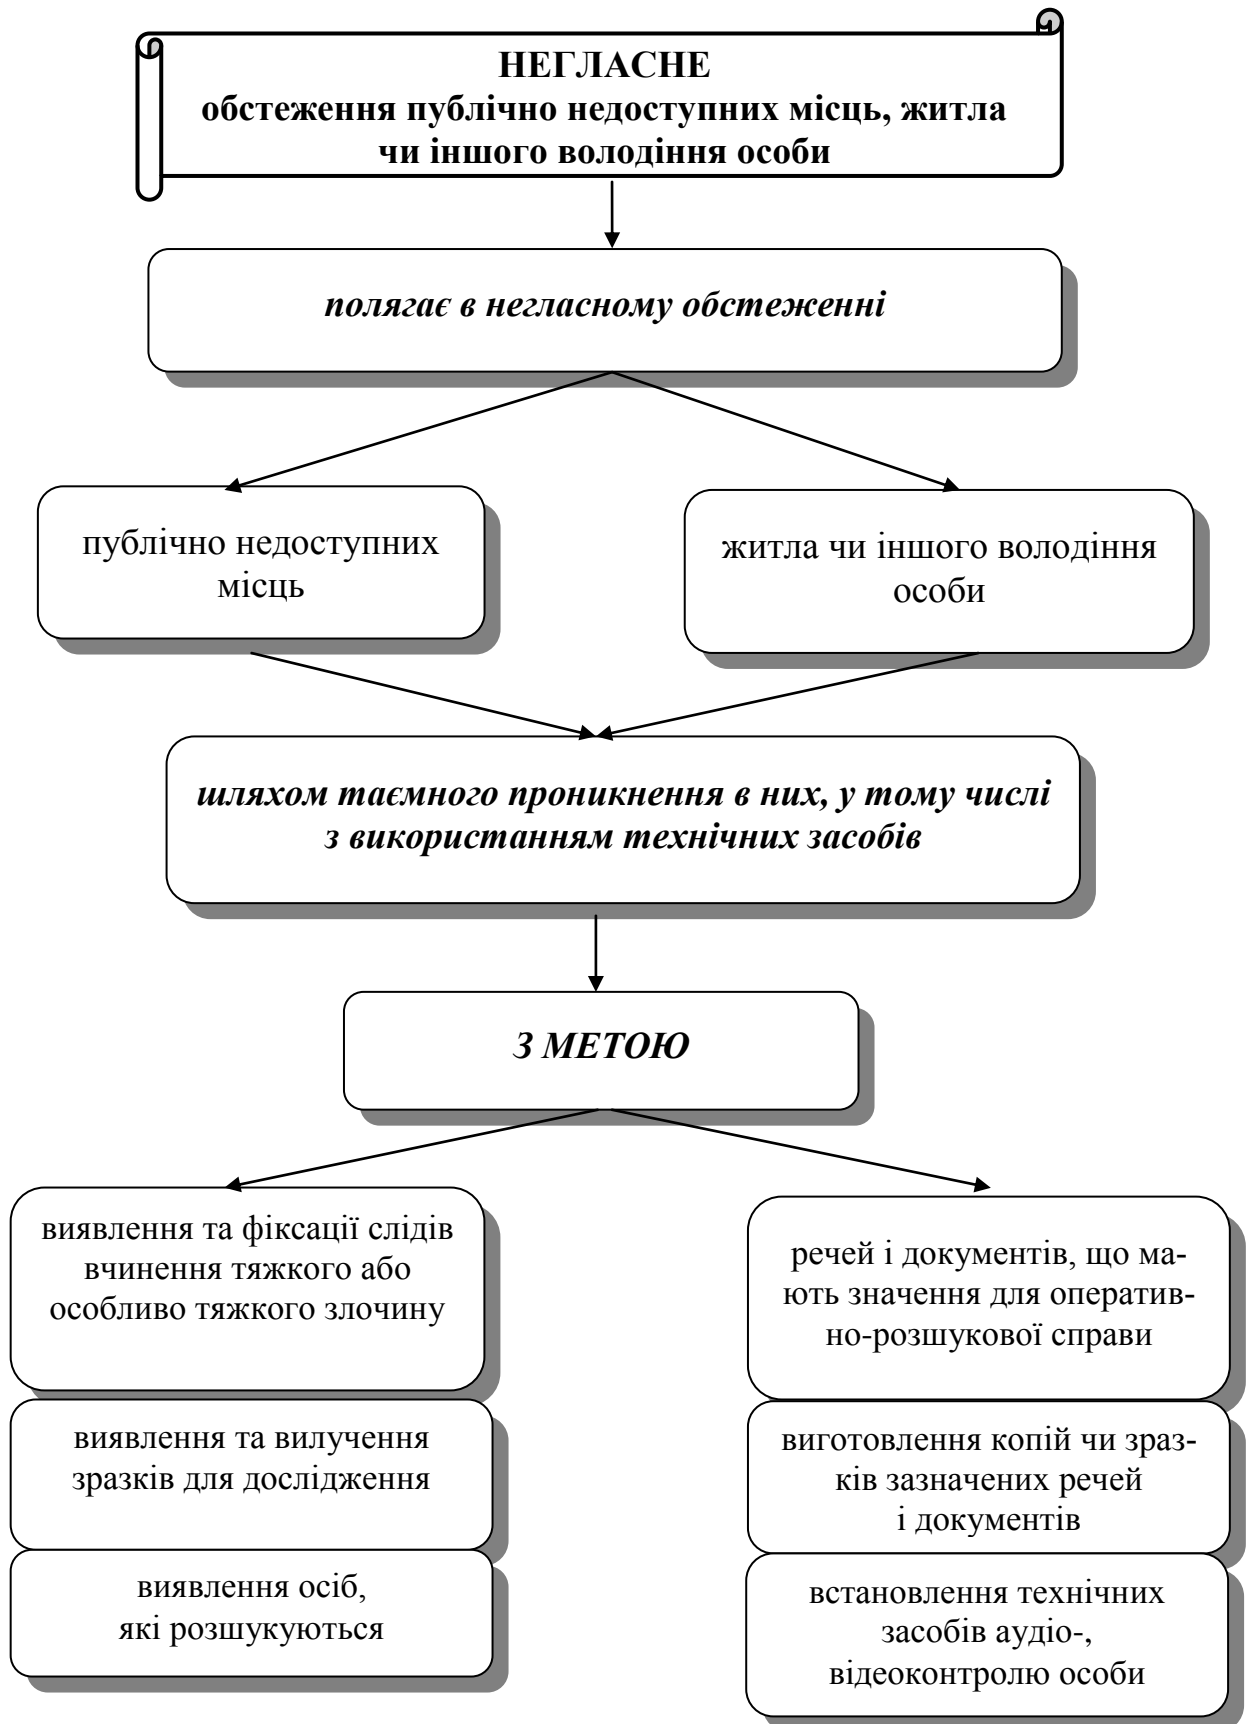 НЕГЛАСНЕ
обстеження публічно недоступних місць, житла
чи іншого володіння особи
полягає в негласному обстеженні
публічно недоступних
місць
житла чи іншого володіння
особи
шляхом таємного проникнення в них, у тому числі
з використанням технічних засобів
З МЕТОЮ
виявлення та фіксації слідів
вчинення тяжкого або
особливо тяжкого злочину
виявлення та вилучення
зразків для дослідження
виявлення осіб,
які розшукуються
речей і документів, що ма-
ють значення для оператив-
но-розшукової справи
виготовлення копій чи зраз-
ків зазначених речей
і документів
встановлення технічних
засобів аудіо-,
відеоконтролю особи